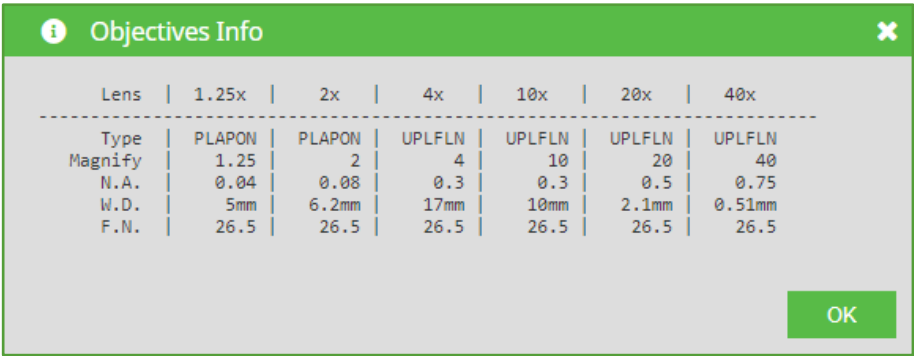 Objectives Info
Lens | 1.25x | 2x | 4x | 10x | 20x | 40x
---------------------------------------------------------------------------
Type | PLAPON | PLAPON | UPLFLN | UPLFLN | UPLFLN | UPLFLN
Magnify | 1.25 | 2 | 4 | 10 | 20 | 40
N.A. | 0.04 | 0.08 | 0.3 | 0.3 | 0.5 | 0.75
W.D. | 5mm | 6.2mm | 17mm | 10mm | 2.1mm | 0.51mm
F.N. | 26.5 | 26.5 | 26.5 | 26.5 | 26.5 | 26.5
OK